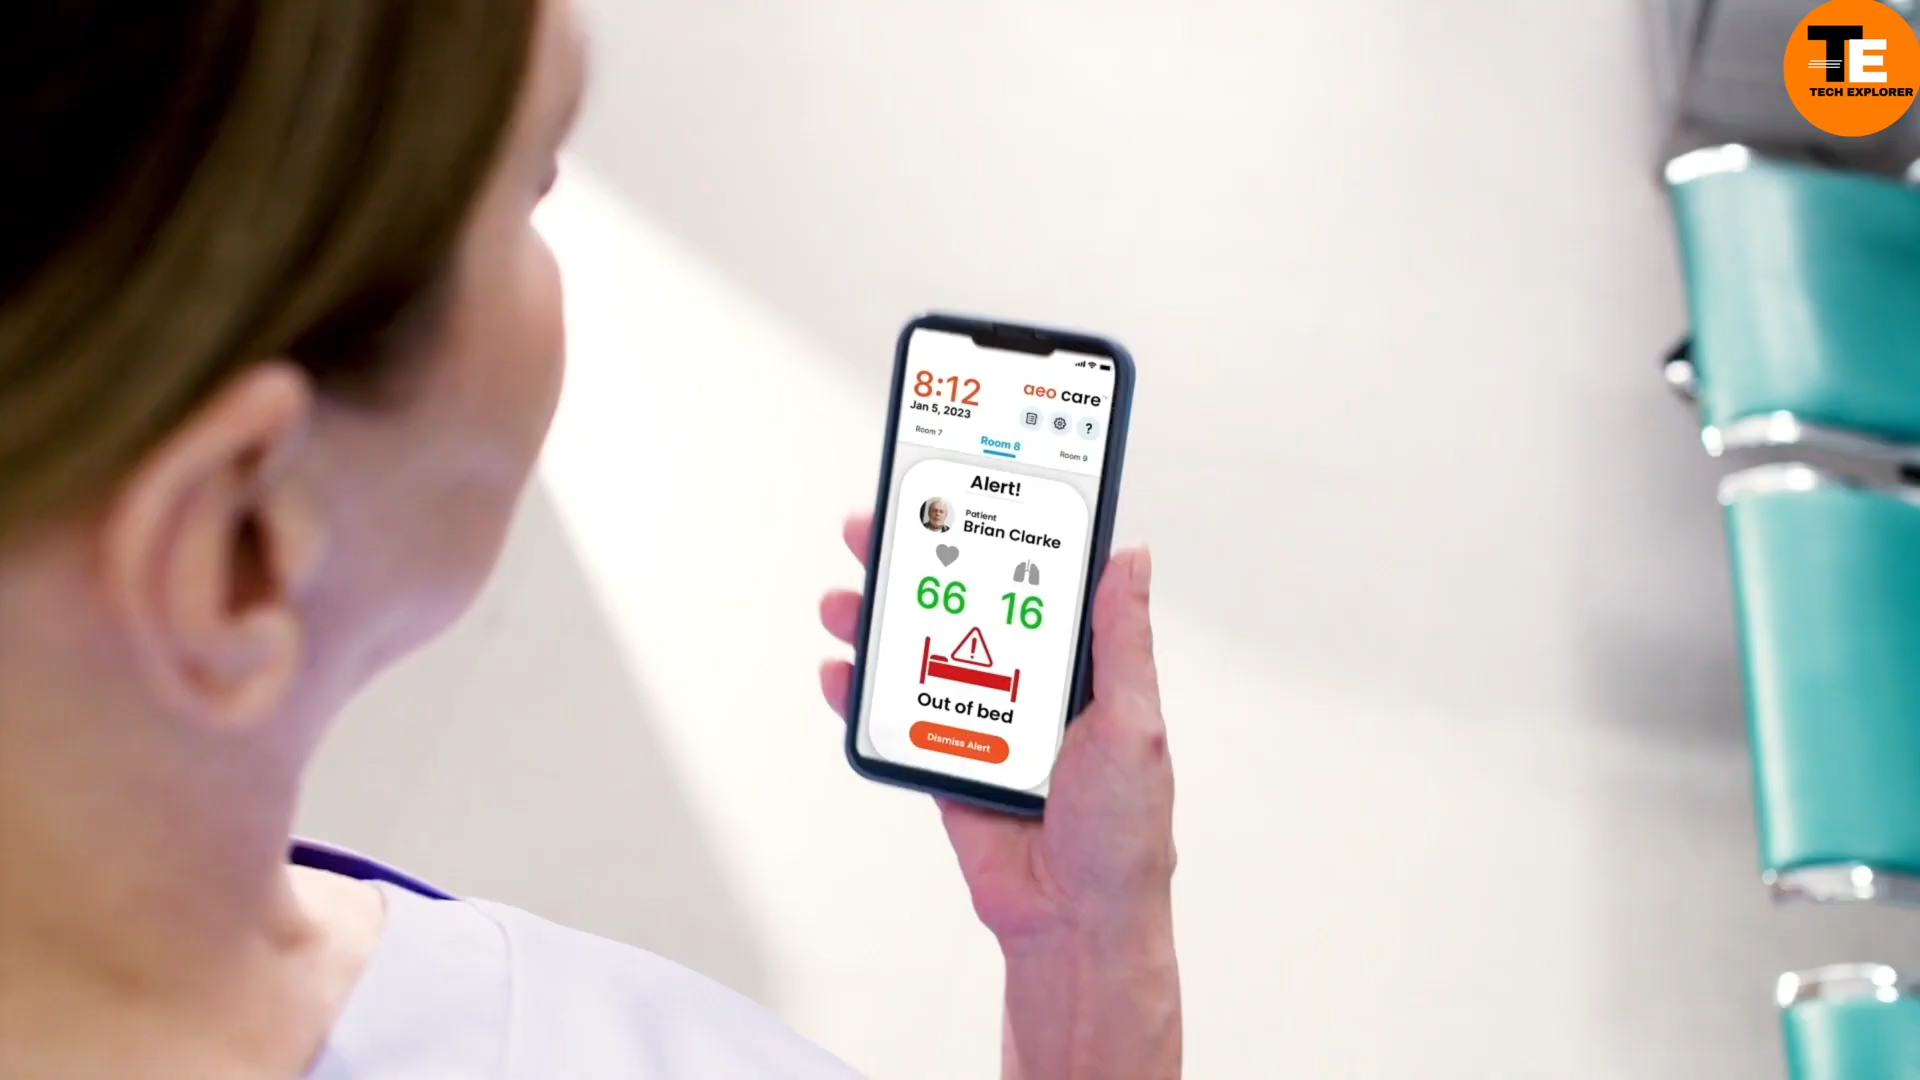 TE
TECH EXPLORER
8:12
Jan 5, 2023
aeo care™
?
Room 7
Room 8
Room 9
Alert!
Patient
Brian Clarke
66
16
!
Out of bed
Dismiss Alert